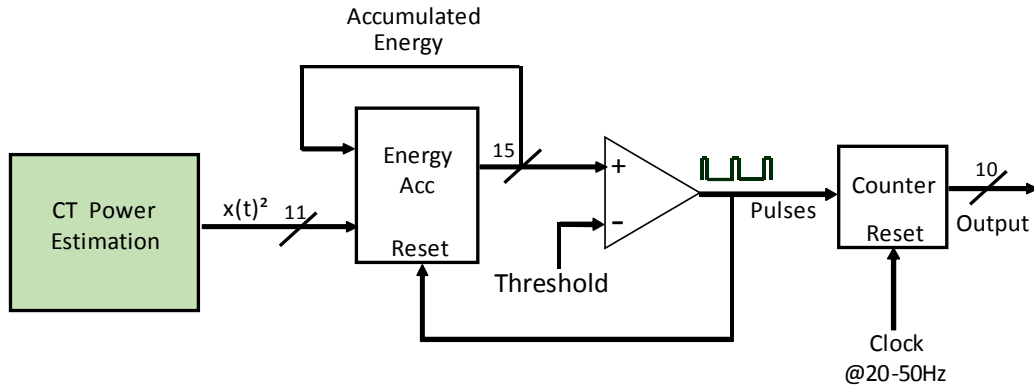 Accumulated
Energy
CT Power
Estimation
x(t)²
11
Energy
Acc
Reset
15
+
-
Threshold
Pulses
Counter
Reset
10
Output
Clock
@20-50Hz